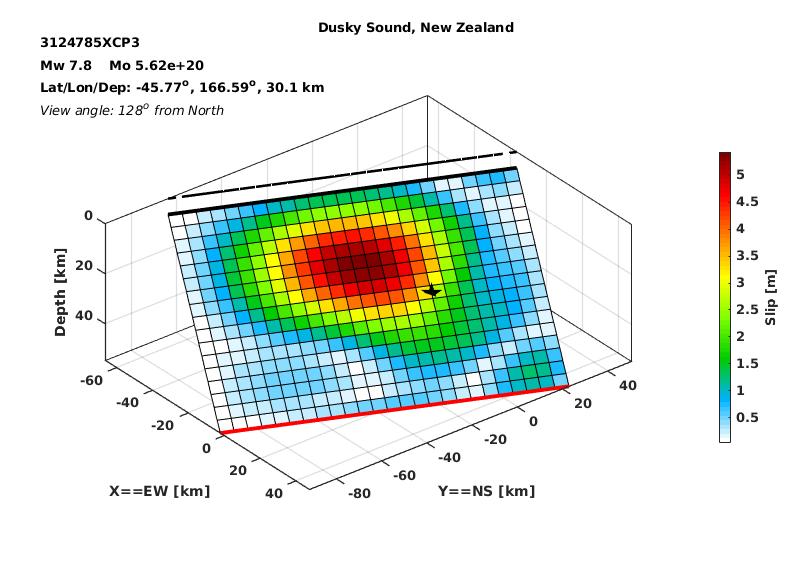 Dusky Sound, New Zealand
3124785XCP3
Mw 7.8 Mo 5.62e+20
Lat/Lon/Dep: -45.77o, 166.59o, 30.1 km
View angle: 128o from North
0
20
40
Depth [km]
-60
-40
-20
0
20
40
X==EW [km]
-80
-60
-40
-20
0
20
40
Y==NS [km]
5
4.5
4
3.5
3
2.5
2
1.5
1
0.5
Slip [m]